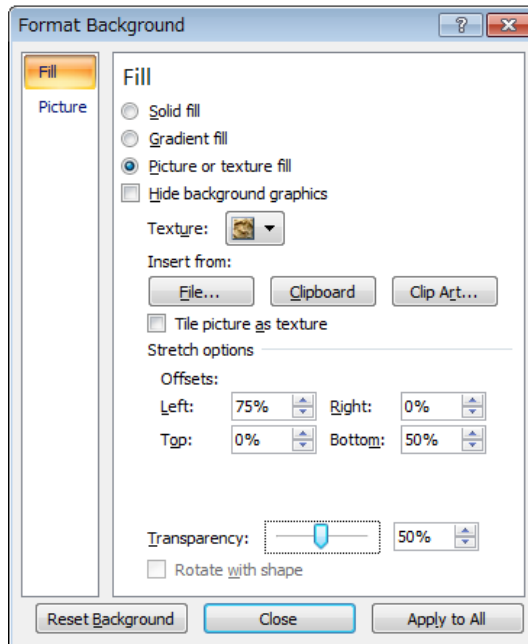 Format Background
Fill
Picture
Fill
Solid fill
Gradient fill
Picture or texture fill
Hide background graphics
Texture:
Insert from:
File... Clipboard Clip Art...
Tile picture as texture
Stretch options
Offsets:
Left: 75% Right: 0%
Top: 0% Bottom: 50%
Transparency: 50%
Rotate with shape
Reset Background Close Apply to All